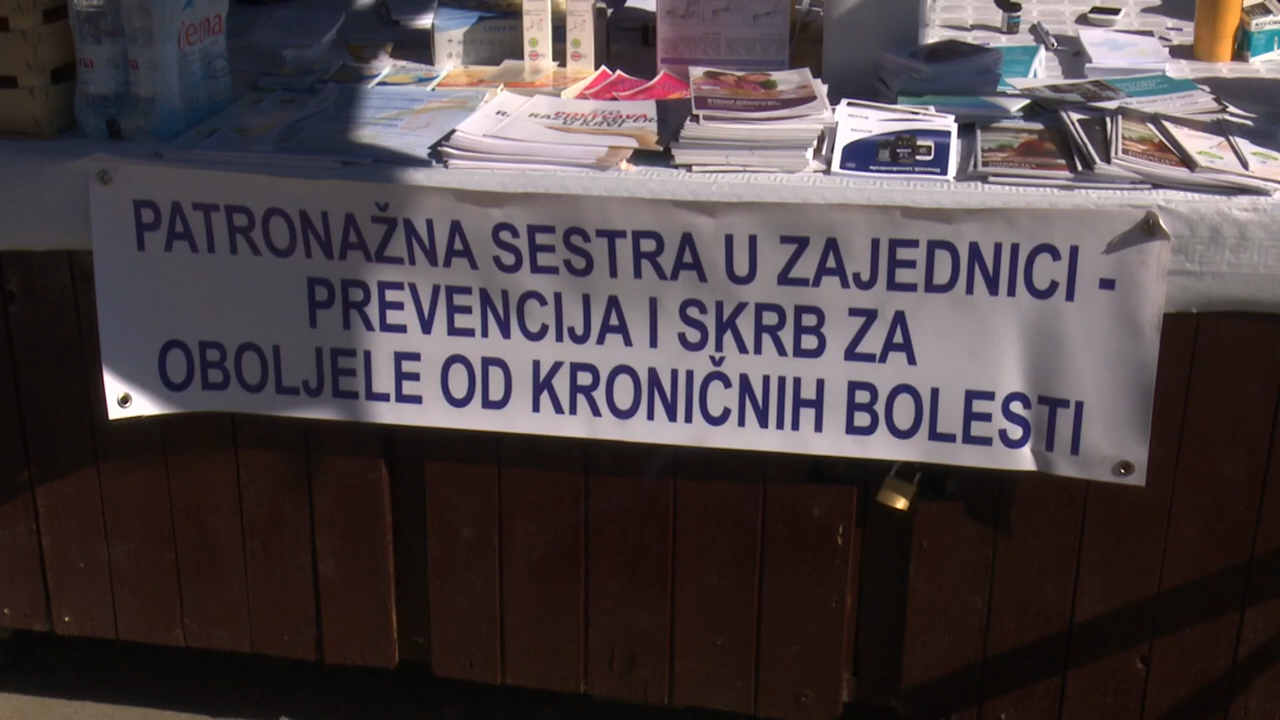 PATRONAŽNA SESTRA U ZAJEDNICI -
PREVENCIJA I SKRB ZA
OBOLJELE OD KRONIČNIH BOLESTI